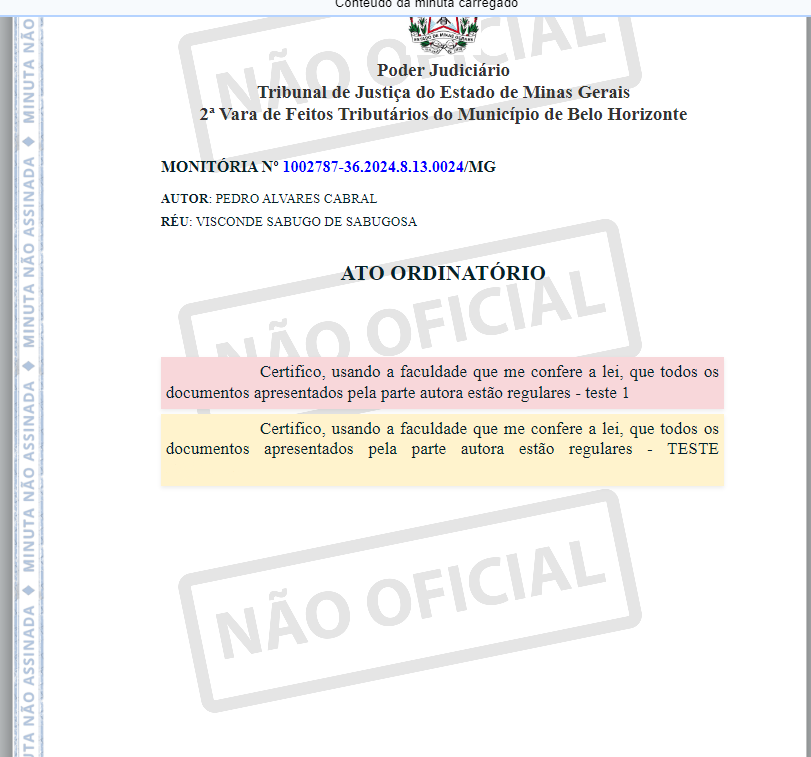 Conteúdo da minuta carregado
ESTADO DE MINAS GERAIS
Poder Judiciário
Tribunal de Justiça do Estado de Minas Gerais
2ª Vara de Feitos Tributários do Município de Belo Horizonte
MONITÓRIA Nº 1002787-36.2024.8.13.0024/MG
AUTOR: PEDRO ALVARES CABRAL
RÉU: VISCONDE SABUGO DE SABUGOSA
ATO ORDINATÓRIO
Certifico, usando a faculdade que me confere a lei, que todos os
documentos apresentados pela parte autora estão regulares - teste 1
Certifico, usando a faculdade que me confere a lei, que todos os
documentos apresentados pela parte autora estão regulares - TESTE
NÃO OFICIAL
NÃO OFICIAL
NÃO OFICIAL
MINUTA NÃO ASSINADA ◆ MINUTA NÃO ASSINADA ◆ MINUTA NÃO ASSINADA ◆ MINUTA NÃO